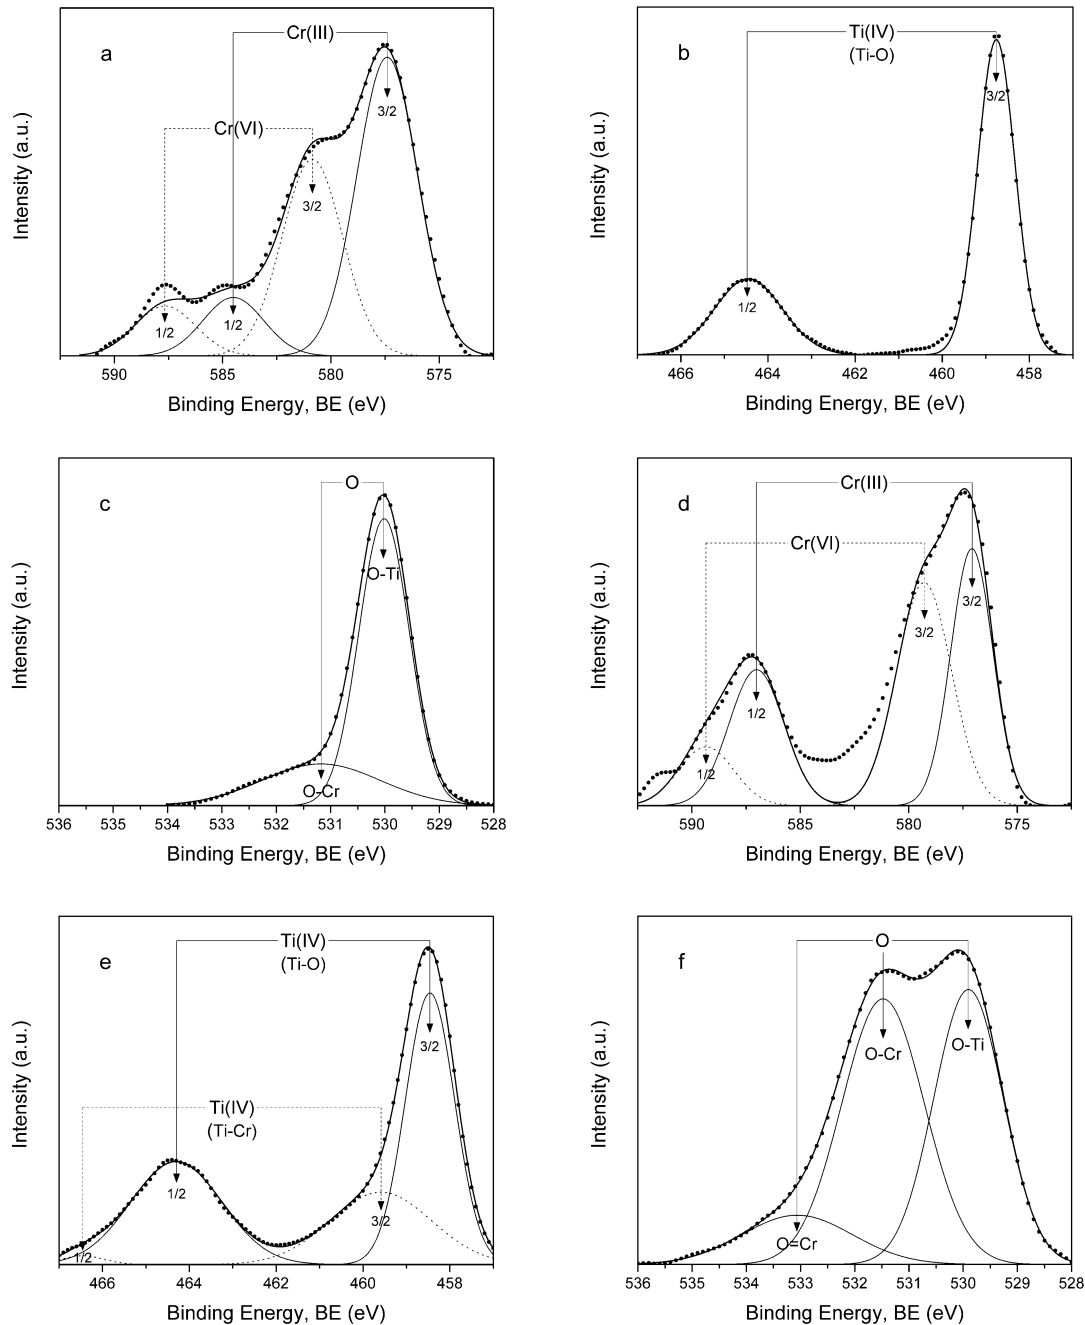 a
Cr(III)
3/2
Cr(VI)
3/2
1/2
1/2
Intensity (a.u.)
590 585 580 575
Binding Energy, BE (eV)
b
Ti(IV)
(Ti-O)
3/2
1/2
Intensity (a.u.)
466 464 462 460 458
Binding Energy, BE (eV)
c
O
O-Ti
O-Cr
Intensity (a.u.)
536 535 534 533 532 531 530 529 528
Binding Energy, BE (eV)
d
Cr(III)
Cr(VI)
3/2
3/2
1/2
1/2
Intensity (a.u.)
590 585 580 575
Binding Energy, BE (eV)
e
Ti(IV)
(Ti-O)
3/2
Ti(IV)
(Ti-Cr)
1/2
3/2
1/2
Intensity (a.u.)
466 464 462 460 458
Binding Energy, BE (eV)
f
O
O-Cr
O-Ti
O=Cr
Intensity (a.u.)
536 535 534 533 532 531 530 529 528
Binding Energy, BE (eV)